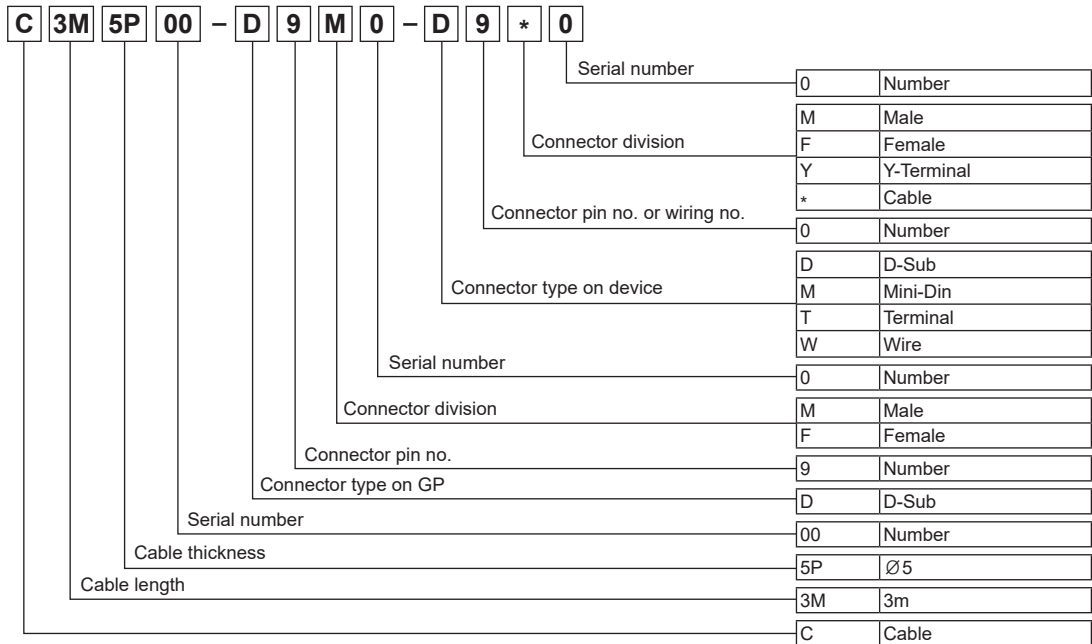 C 3M 5P 00 – D 9 M 0 – D 9 * 0
Serial number
0 Number
Connector division
M Male
F Female
Y Y-Terminal
* Cable
Connector pin no. or wiring no.
0 Number
Connector type on device
D D-Sub
M Mini-Din
T Terminal
W Wire
Serial number
0 Number
Connector division
M Male
F Female
Connector pin no.
9 Number
Connector type on GP
D D-Sub
Serial number
00 Number
Cable thickness
5P Ø5
Cable length
3M 3m
C Cable